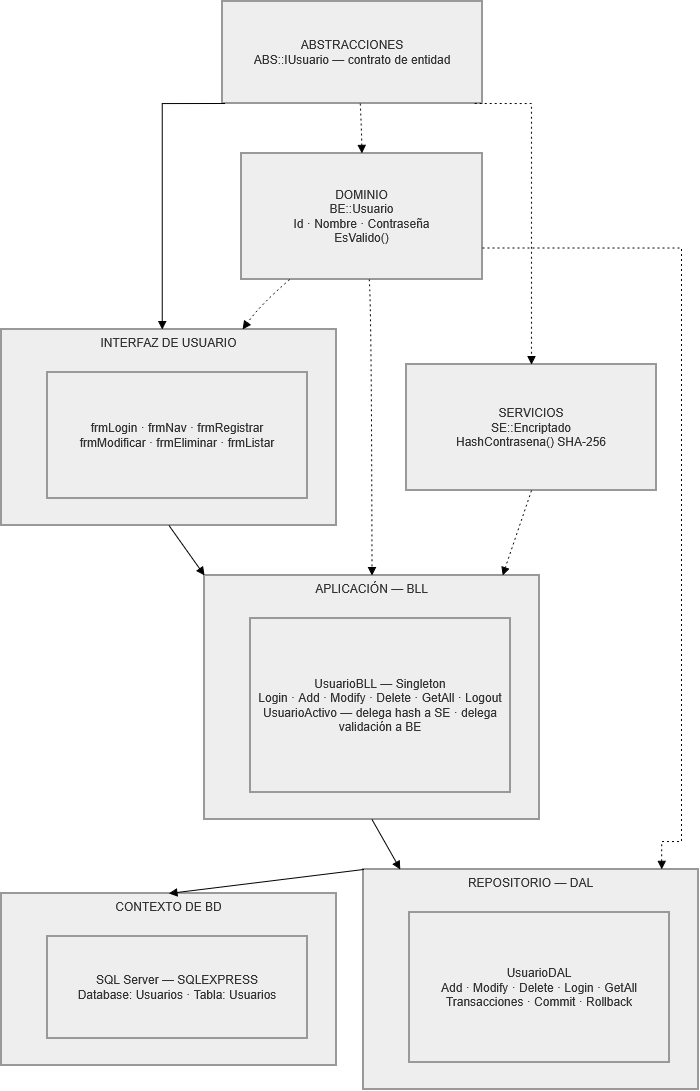 ABSTRACCIONES
ABS::IUsuario — contrato de entidad
DOMINIO
BE::Usuario
Id · Nombre · Contraseña
EsValido()
INTERFAZ DE USUARIO
frmLogin · frmNav · frmRegistrar
frmModificar · frmEliminar · frmListar
SERVICIOS
SE::Encriptado
HashContrasena() SHA-256
APLICACIÓN — BLL
UsuarioBLL — Singleton
Login · Add · Modify · Delete · GetAll · Logout
UsuarioActivo — delega hash a SE · delega
validación a BE
REPOSITORIO — DAL
UsuarioDAL
Add · Modify · Delete · Login · GetAll
Transacciones · Commit · Rollback
CONTEXTO DE BD
SQL Server — SQLEXPRESS
Database: Usuarios · Tabla: Usuarios